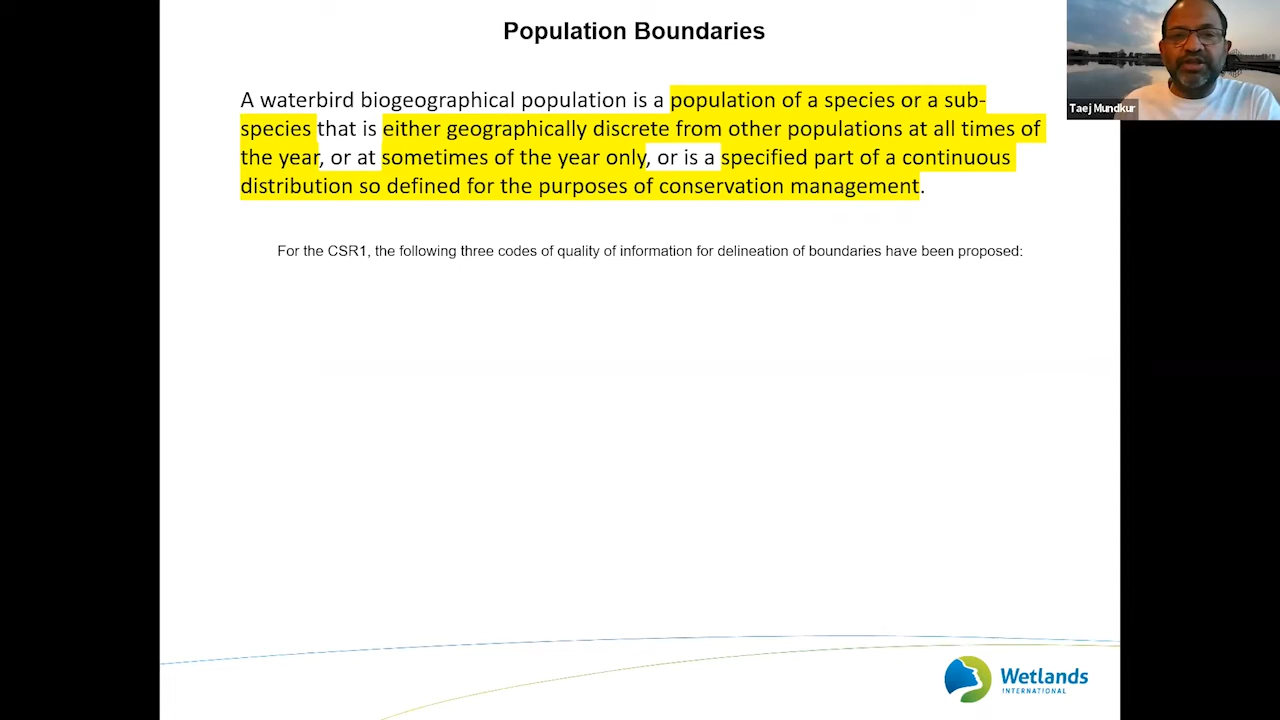 Population Boundaries
A waterbird biogeographical population is a population of a species or a sub-
species that is either geographically discrete from other populations at all times of
the year, or at sometimes of the year only, or is a specified part of a continuous
distribution so defined for the purposes of conservation management.
For the CSR1, the following three codes of quality of information for delineation of boundaries have been proposed:
Taej Mundkur
Wetlands
INTERNATIONAL